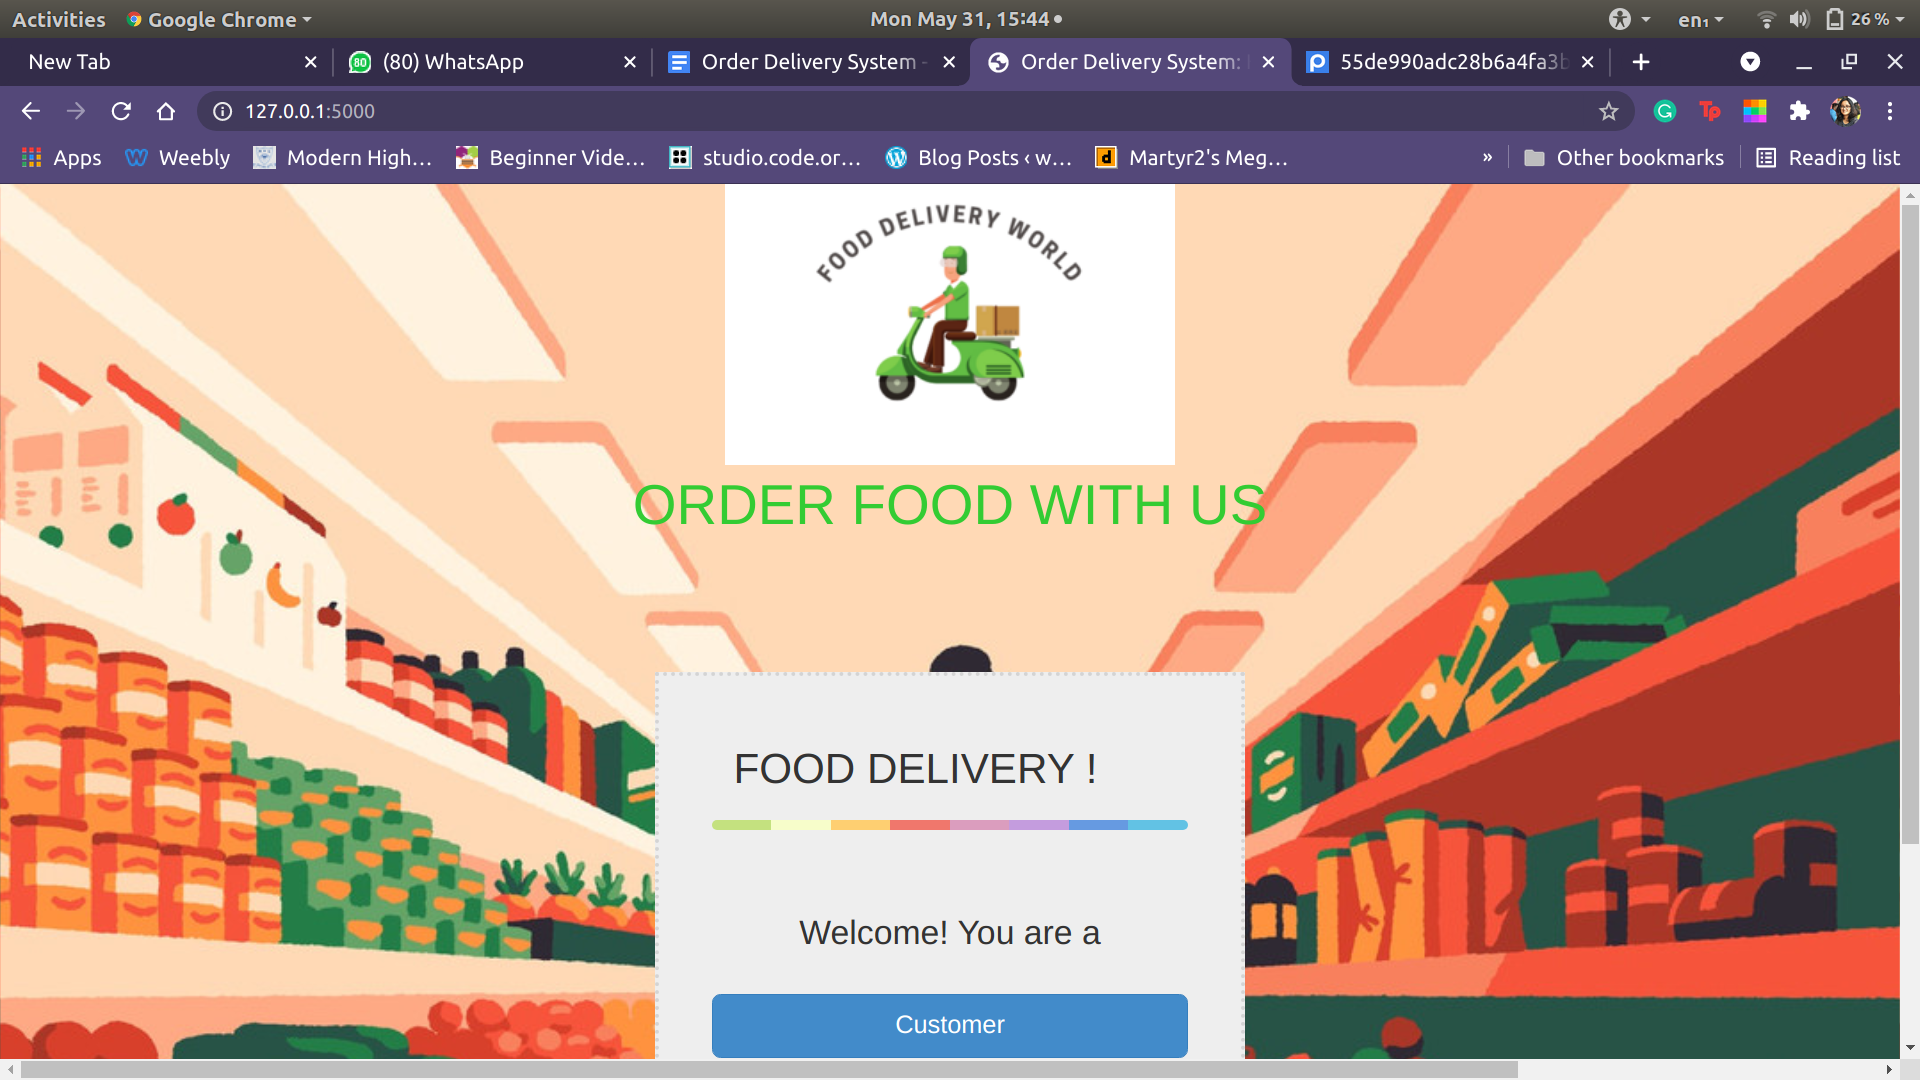 Activities Google Chrome Mon May 31, 15:44 en₁ 26 %
New Tab (80) WhatsApp Order Delivery System - Order Delivery System: 55de990adc28b6a4fa3b
127.0.0.1:5000
Apps Weebly Modern High… Beginner Vide… studio.code.or… Blog Posts ‹ w… Martyr2's Meg… » Other bookmarks Reading list
FOOD DELIVERY WORLD
ORDER FOOD WITH US
FOOD DELIVERY !
Welcome! You are a
Customer